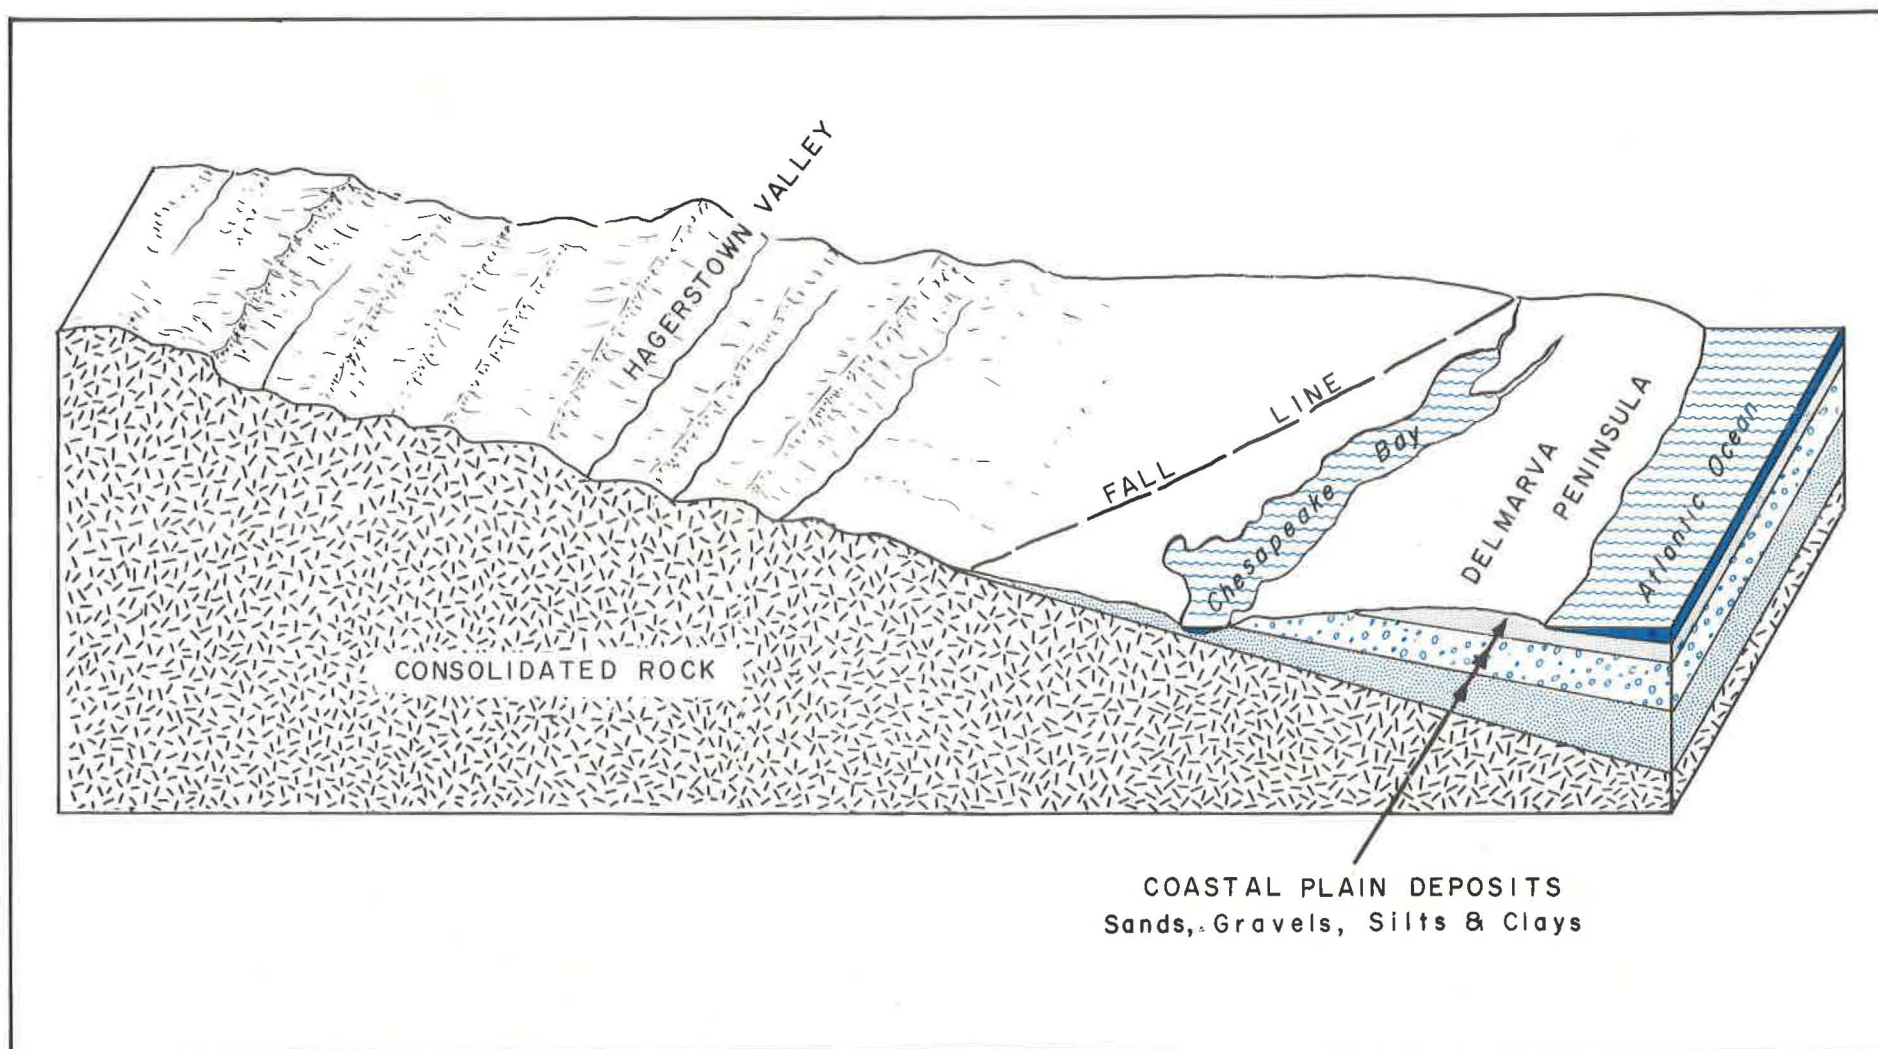 HAGERSTOWN VALLEY
FALL LINE
Chesapeake Bay
DELMARVA
PENINSULA
Atlantic Ocean
CONSOLIDATED ROCK
COASTAL PLAIN DEPOSITS
Sands, Gravels, Silts & Clays